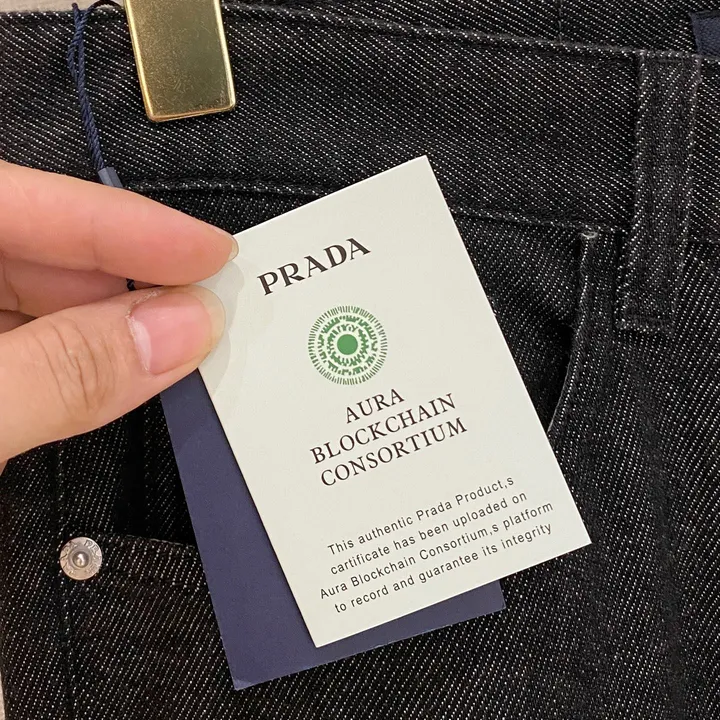 PRADA
AURA
BLOCKCHAIN
CONSORTIUM
This authentic Prada Product,s
certificate has been uploaded on
Aura Blockchain Consortium,s platform
to record and guarantee its integrity